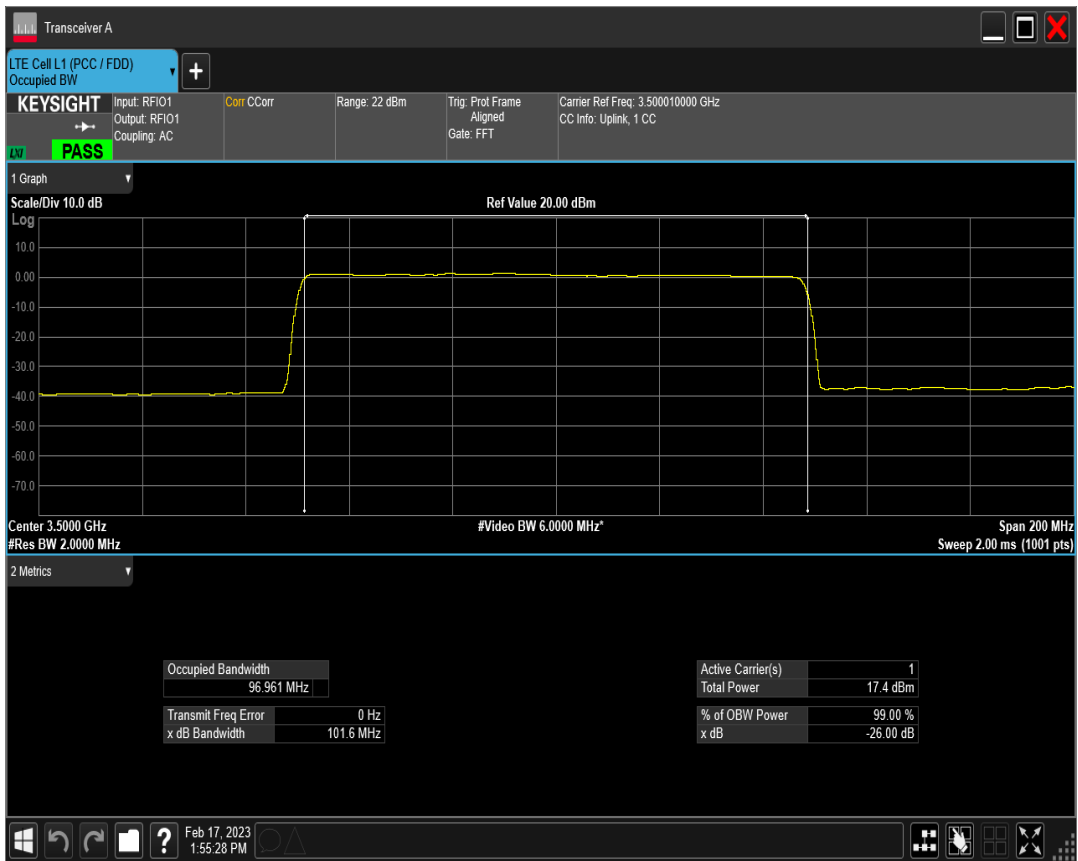 Transceiver A
LTE Cell L1 (PCC / FDD)
Occupied BW
KEYSIGHT
LXI
PASS
Input: RFIO1
Output: RFIO1
Coupling: AC
Corr CCorr
Range: 22 dBm
Trig: Prot Frame
Aligned
Gate: FFT
Carrier Ref Freq: 3.500010000 GHz
CC Info: Uplink, 1 CC
1 Graph
Scale/Div 10.0 dB
Ref Value 20.00 dBm
Log
10.0
0.00
-10.0
-20.0
-30.0
-40.0
-50.0
-60.0
-70.0
Center 3.5000 GHz
#Video BW 6.0000 MHz*
Span 200 MHz
#Res BW 2.0000 MHz
Sweep 2.00 ms (1001 pts)
2 Metrics
Occupied Bandwidth
96.961 MHz
Transmit Freq Error 0 Hz
x dB Bandwidth 101.6 MHz
Active Carrier(s) 1
Total Power 17.4 dBm
% of OBW Power 99.00 %
x dB -26.00 dB
?
Feb 17, 2023
1:55:28 PM